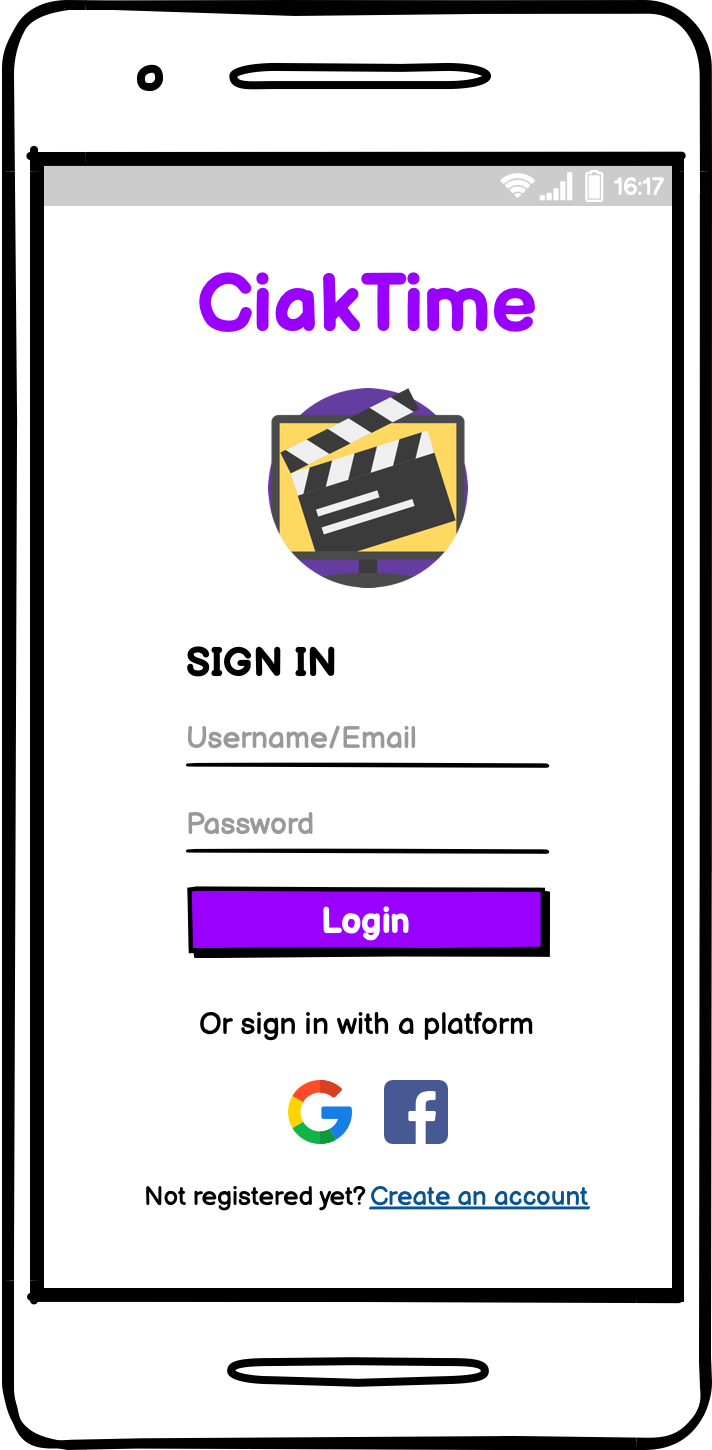 16:17
CiakTime
SIGN IN
Username/Email
Password
Login
Or sign in with a platform
Not registered yet? Create an account